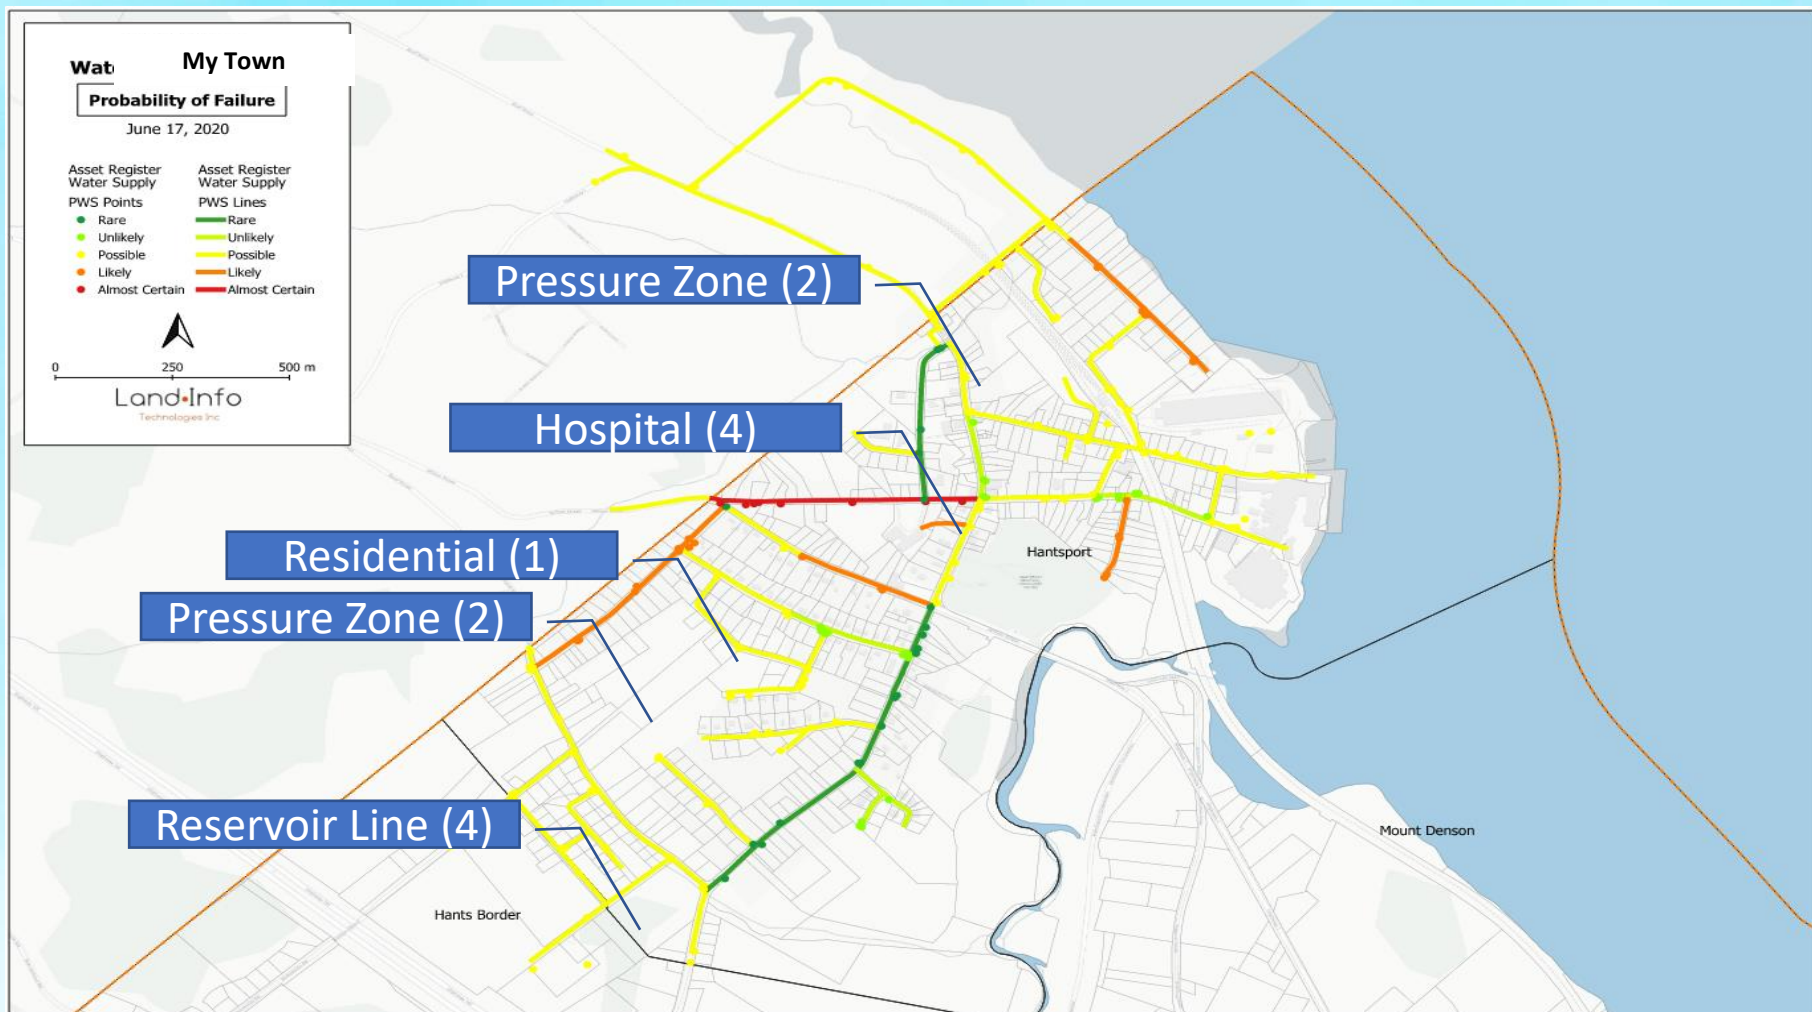 Wate
My Town
Probability of Failure
June 17, 2020
Asset Register
Water Supply
PWS Points
Rare
Unlikely
Possible
Likely
Almost Certain
Asset Register
Water Supply
PWS Lines
Rare
Unlikely
Possible
Likely
Almost Certain
0 250 500 m
Land•Info
Technologies Inc
Pressure Zone (2)
Hospital (4)
Residential (1)
Pressure Zone (2)
Reservoir Line (4)
Hantsport
Mount Denson
Hants Border